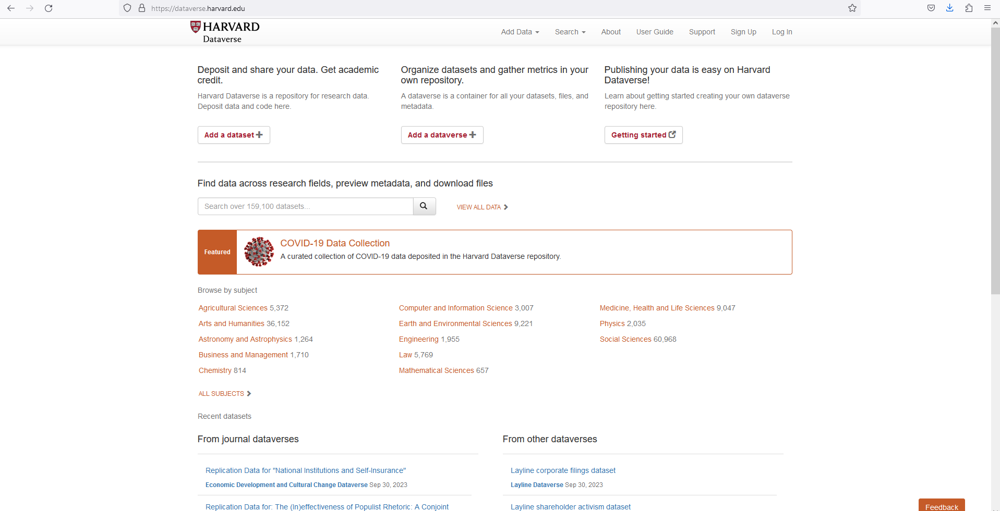 https://dataverse.harvard.edu
HARVARD
Dataverse
Add Data
Search
About
User Guide
Support
Sign Up
Log In
Deposit and share your data. Get academic
credit.
Harvard Dataverse is a repository for research data.
Deposit data and code here.
Add a dataset
Organize datasets and gather metrics in your
own repository.
A dataverse is a container for all your datasets, files, and
metadata.
Add a dataverse
Publishing your data is easy on Harvard
Dataverse!
Learn about getting started creating your own dataverse
repository here.
Getting started
Find data across research fields, preview metadata, and download files
Search over 159,100 datasets...
VIEW ALL DATA
Featured
COVID-19 Data Collection
A curated collection of COVID-19 data deposited in the Harvard Dataverse repository.
Browse by subject
Agricultural Sciences 5,372
Arts and Humanities 36,152
Astronomy and Astrophysics 1,264
Business and Management 1,710
Chemistry 814
Computer and Information Science 3,007
Earth and Environmental Sciences 9,221
Engineering 1,955
Law 5,769
Mathematical Sciences 657
Medicine, Health and Life Sciences 9,047
Physics 2,035
Social Sciences 60,968
ALL SUBJECTS
Recent datasets
From journal dataverses
Replication Data for "National Institutions and Self-Insurance"
Economic Development and Cultural Change Dataverse Sep 30, 2023
Replication Data for: The (In)effectiveness of Populist Rhetoric: A Conjoint
From other dataverses
Layline corporate filings dataset
Layline Dataverse Sep 30, 2023
Layline shareholder activism dataset
Feedback